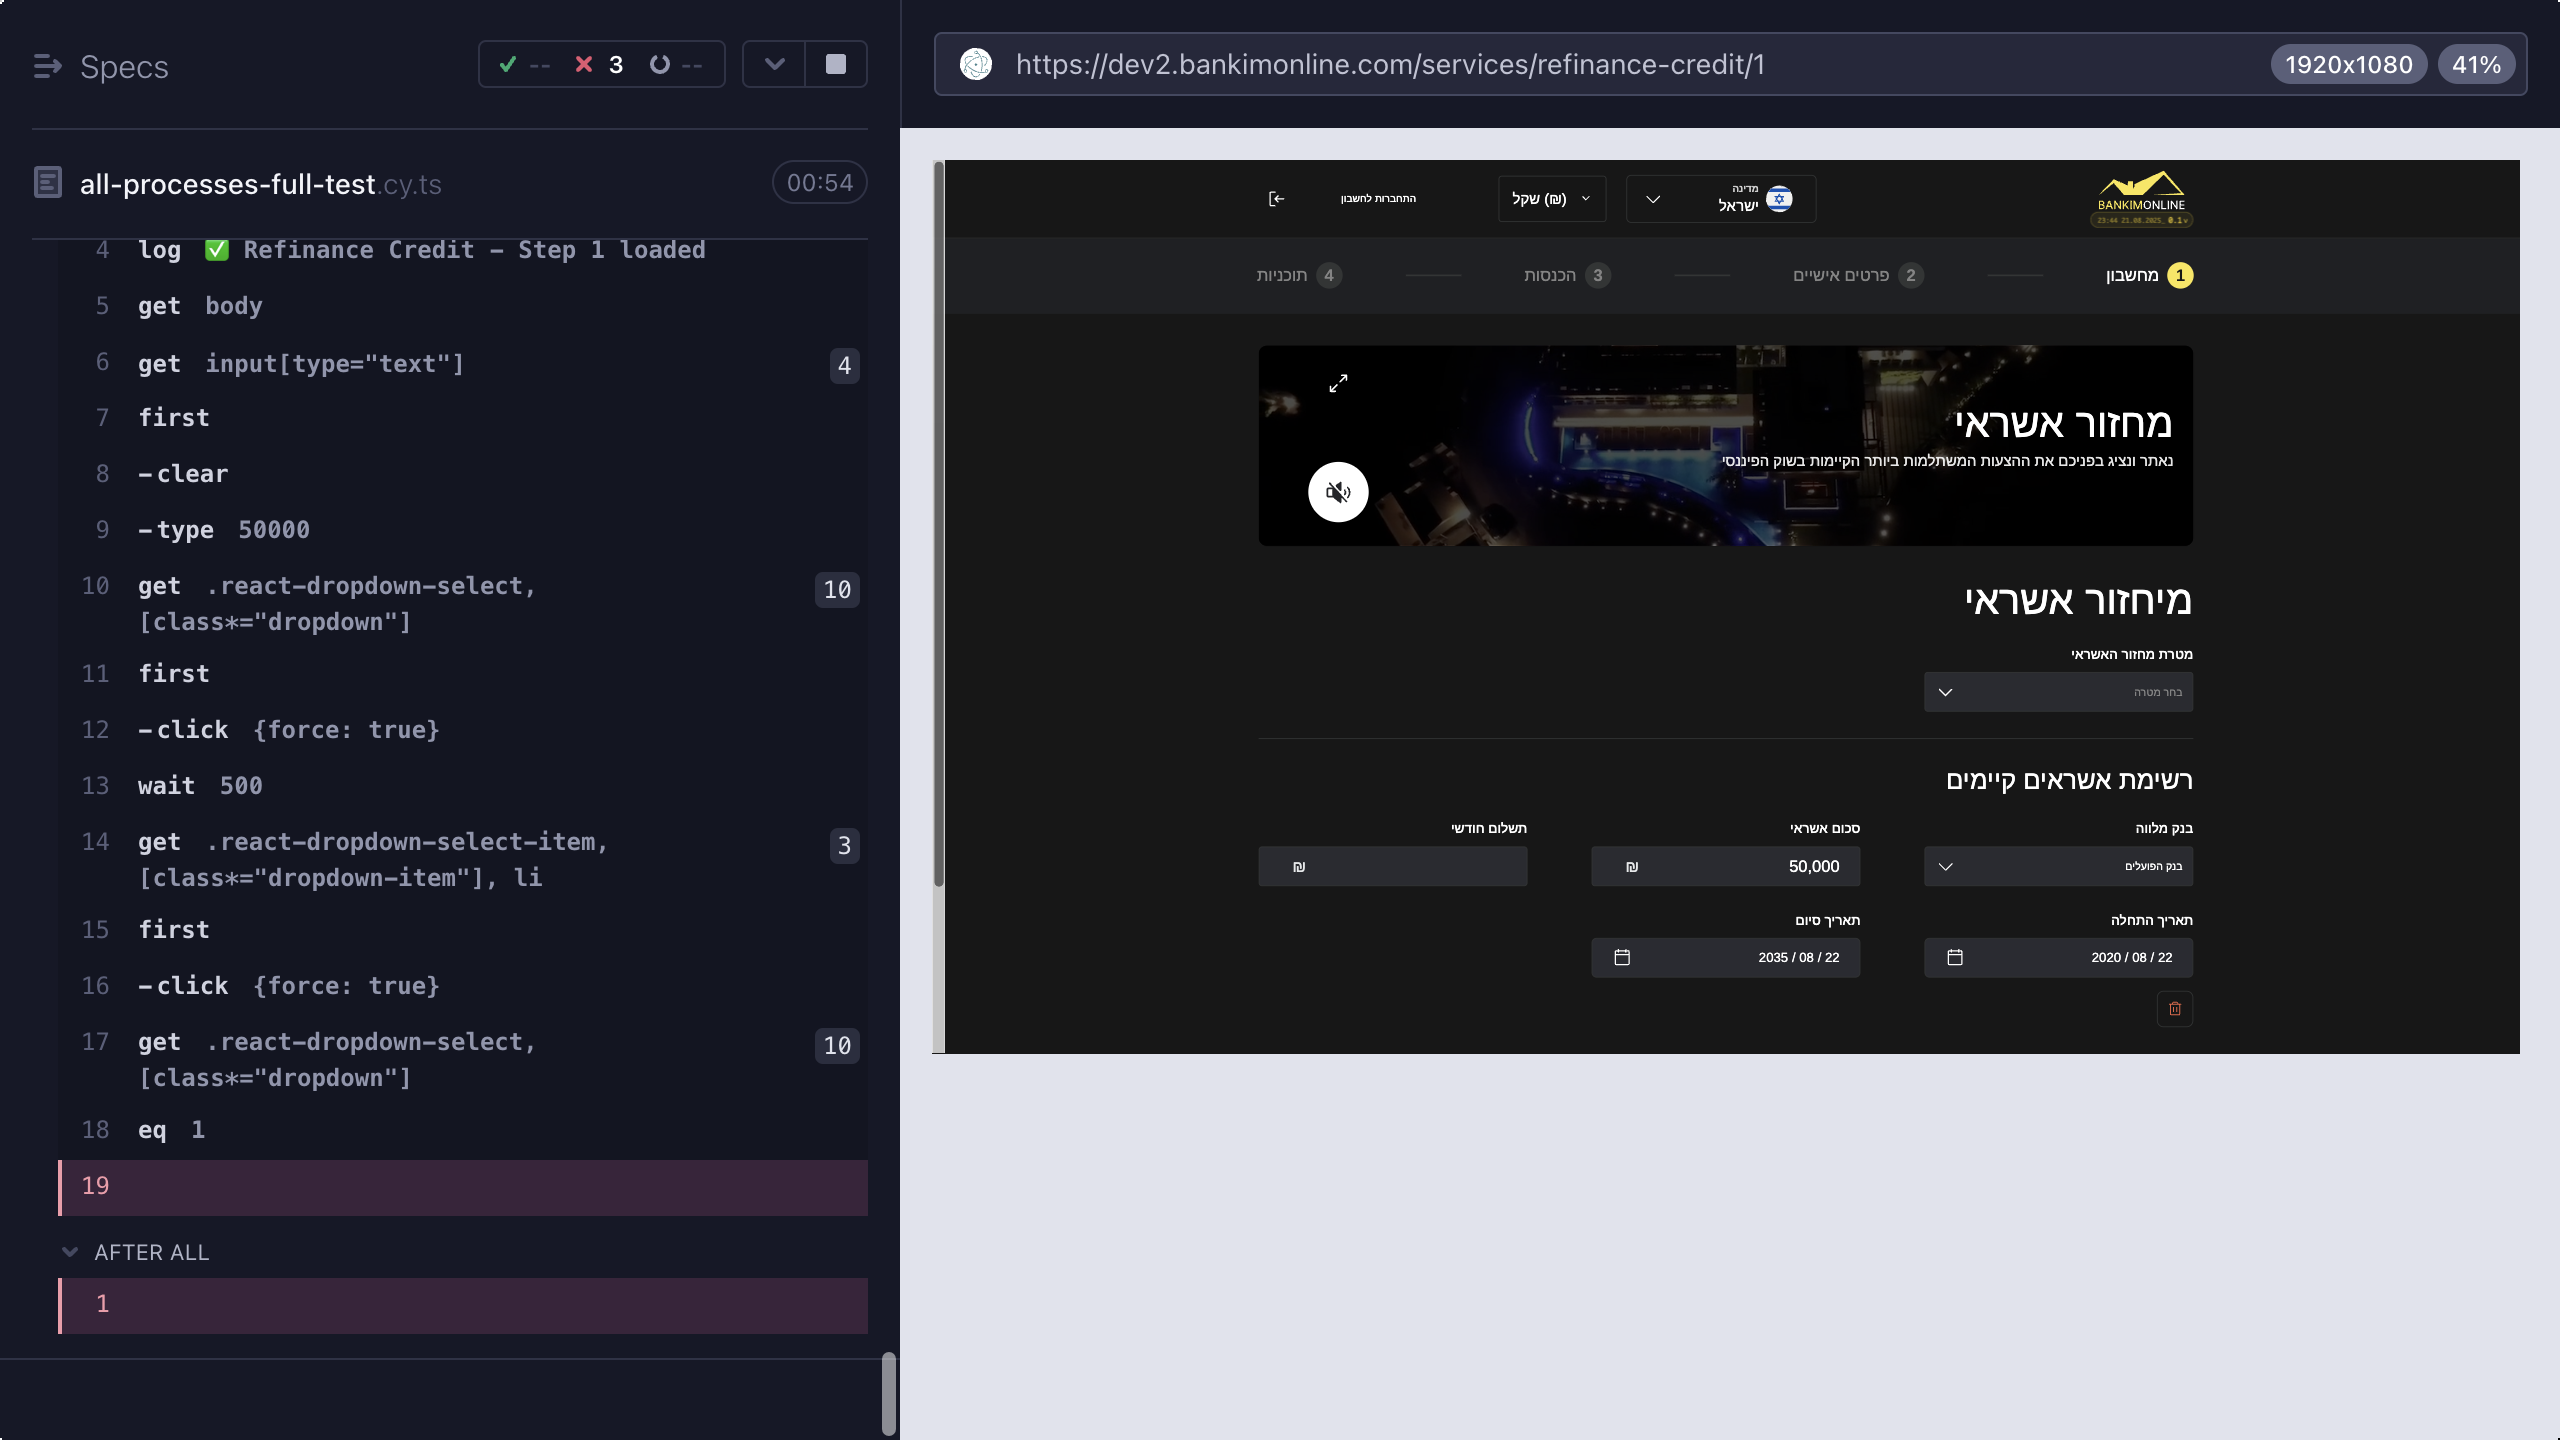 Specs
-- 3 --
all-processes-full-test.cy.ts
00:54
4 log ✅ Refinance Credit - Step 1 loaded
5 get body
6 get input[type="text"] 4
7 first
8 -clear
9 -type 50000
10 get .react-dropdown-select, [class*="dropdown"] 10
11 first
12 -click {force: true}
13 wait 500
14 get .react-dropdown-select-item, [class*="dropdown-item"], li 3
15 first
16 -click {force: true}
17 get .react-dropdown-select, [class*="dropdown"] 10
18 eq 1
19
AFTER ALL
1
https://dev2.bankimonline.com/services/refinance-credit/1
1920x1080 41%
BANKIMONLINE
23:44 21.08.2025. 0.1v
מדינה
ישראל
שקל (₪)
התחברות לחשבון
1 מחשבון
2 פרטים אישיים
3 הכנסות
4 תוכניות
מחזור אשראי
נאתר ונציג בפניכם את ההצעות המשתלמות ביותר הקיימות בשוק הפיננסי
מיחזור אשראי
מטרת מחזור האשראי
בחר מטרה
רשימת אשראים קיימים
בנק מלווה
סכום אשראי
תשלום חודשי
בנק הפועלים
50,000 ₪
₪
תאריך התחלה
תאריך סיום
2020 / 08 / 22
2035 / 08 / 22